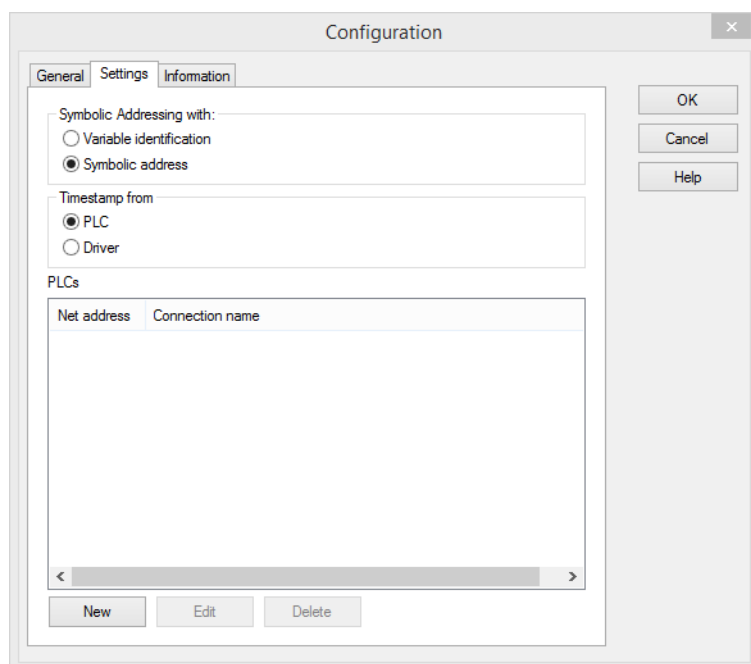 Configuration
General Settings Information
Symbolic Addressing with:
Variable identification
Symbolic address
Timestamp from
PLC
Driver
PLCs
Net address Connection name
New Edit Delete
OK
Cancel
Help